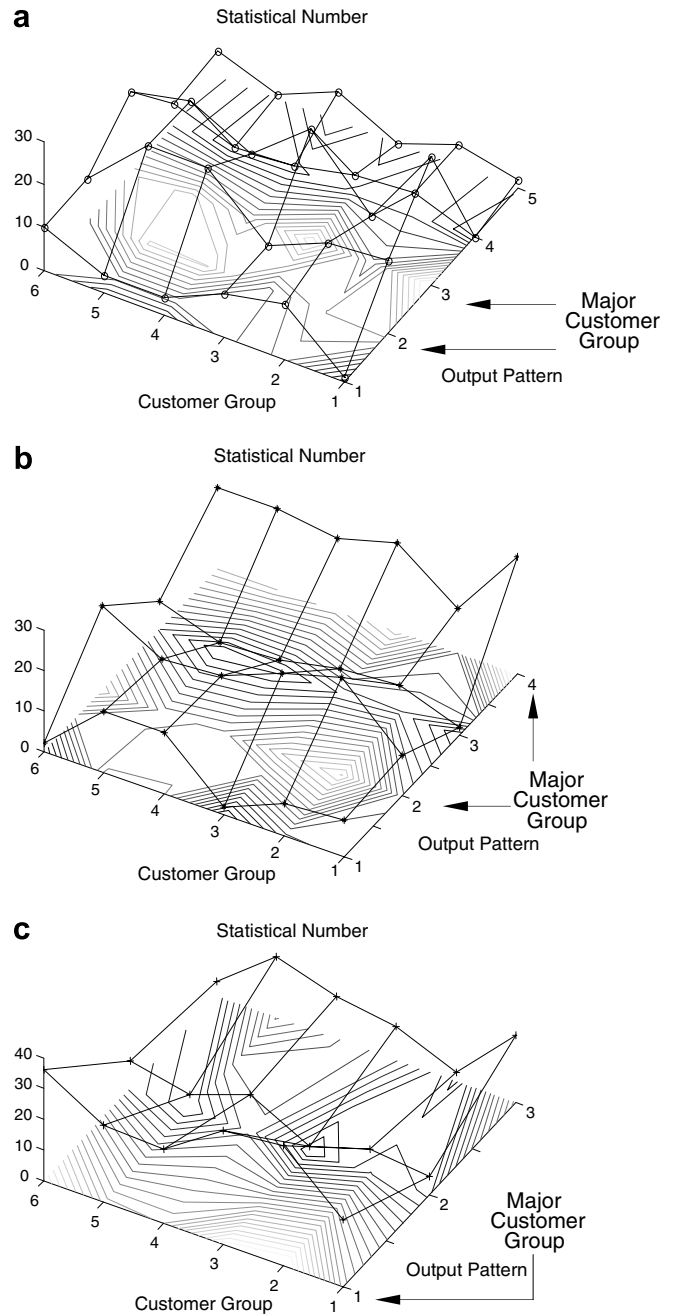 a
Statistical Number
30
20
10
0
6
5
4
3
2
1
1
2
3
4
5
Major
Customer
Group
Output Pattern
Customer Group
b
Statistical Number
30
20
10
0
6
5
4
3
2
1
1
2
3
4
Major
Customer
Group
Output Pattern
Customer Group
c
Statistical Number
40
30
20
10
0
6
5
4
3
2
1
1
2
3
Major
Customer
Group
Output Pattern
Customer Group